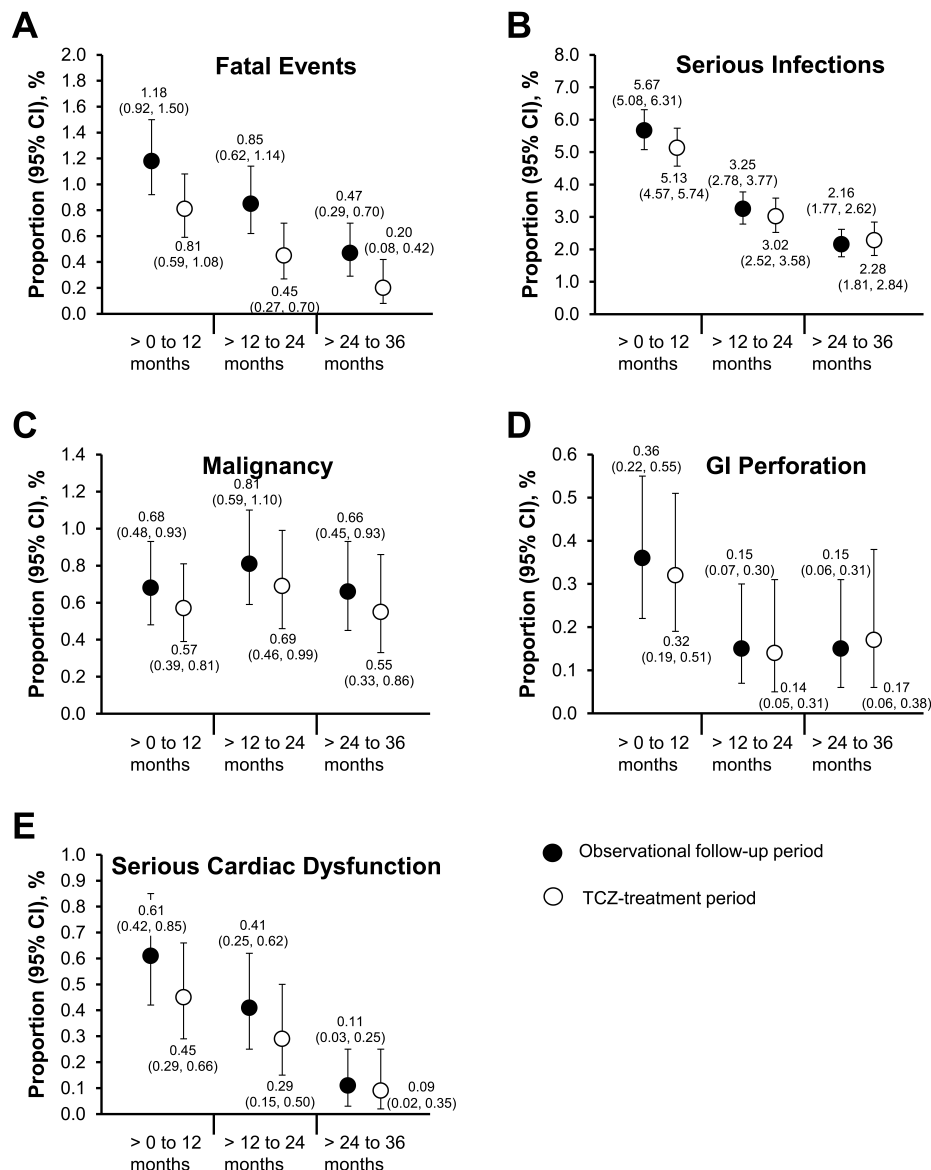 A
Fatal Events
Proportion (95% CI), %
2.0
1.8
1.6
1.4
1.2
1.0
0.8
0.6
0.4
0.2
0.0
1.18
(0.92, 1.50)
0.81
(0.59, 1.08)
0.85
(0.62, 1.14)
0.45
(0.27, 0.70)
0.47
(0.29, 0.70)
0.20
(0.08, 0.42)
> 0 to 12
months
> 12 to 24
months
> 24 to 36
months
B
Serious Infections
Proportion (95% CI), %
8.0
7.0
6.0
5.0
4.0
3.0
2.0
1.0
0.0
5.67
(5.08, 6.31)
5.13
(4.57, 5.74)
3.25
(2.78, 3.77)
3.02
(2.52, 3.58)
2.16
(1.77, 2.62)
2.28
(1.81, 2.84)
> 0 to 12
months
> 12 to 24
months
> 24 to 36
months
C
Malignancy
Proportion (95% CI), %
1.4
1.2
1.0
0.8
0.6
0.4
0.2
0.0
0.68
(0.48, 0.93)
0.57
(0.39, 0.81)
0.81
(0.59, 1.10)
0.69
(0.46, 0.99)
0.66
(0.45, 0.93)
0.55
(0.33, 0.86)
> 0 to 12
months
> 12 to 24
months
> 24 to 36
months
D
GI Perforation
Proportion (95% CI), %
0.6
0.5
0.4
0.3
0.2
0.1
0.0
0.36
(0.22, 0.55)
0.32
(0.19, 0.51)
0.15
(0.07, 0.30)
0.14
(0.05, 0.31)
0.15
(0.06, 0.31)
0.17
(0.06, 0.38)
> 0 to 12
months
> 12 to 24
months
> 24 to 36
months
E
Serious Cardiac Dysfunction
Proportion (95% CI), %
1.0
0.9
0.8
0.7
0.6
0.5
0.4
0.3
0.2
0.1
0.0
0.61
(0.42, 0.85)
0.45
(0.29, 0.66)
0.41
(0.25, 0.62)
0.29
(0.15, 0.50)
0.11
(0.03, 0.25)
0.09
(0.02, 0.35)
> 0 to 12
months
> 12 to 24
months
> 24 to 36
months
Observational follow-up period
TCZ-treatment period